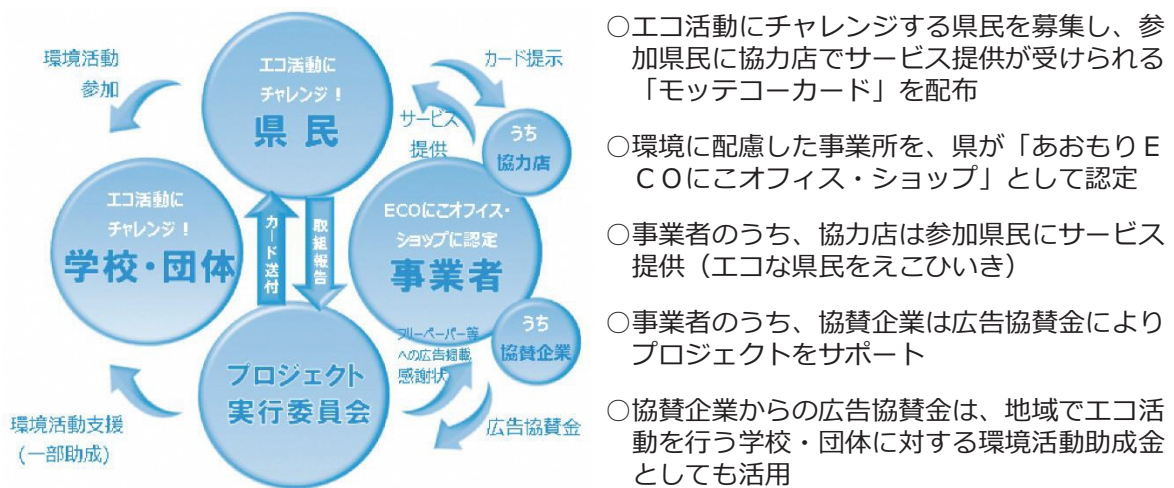 環境活動
参加
エコ活動に
チャレンジ！
県民
カード提示
サービス
提供
うち
協力店
エコ活動に
チャレンジ！
学校・団体
カード送付
取組報告
ECOにこオフィス・
ショップに認定
事業者
うち
協賛企業
フリーペーパー等
への広告掲載
感謝状
プロジェクト
実行委員会
環境活動支援
(一部助成)
広告協賛金
○エコ活動にチャレンジする県民を募集し、参
加県民に協力店でサービス提供が受けられる
「モッテコーカード」を配布
○環境に配慮した事業所を、県が「あおもりＥ
ＣＯにこオフィス・ショップ」として認定
○事業者のうち、協力店は参加県民にサービス
提供（エコな県民をえこひいき）
○事業者のうち、協賛企業は広告協賛金により
プロジェクトをサポート
○協賛企業からの広告協賛金は、地域でエコ活
動を行う学校・団体に対する環境活動助成金
としても活用